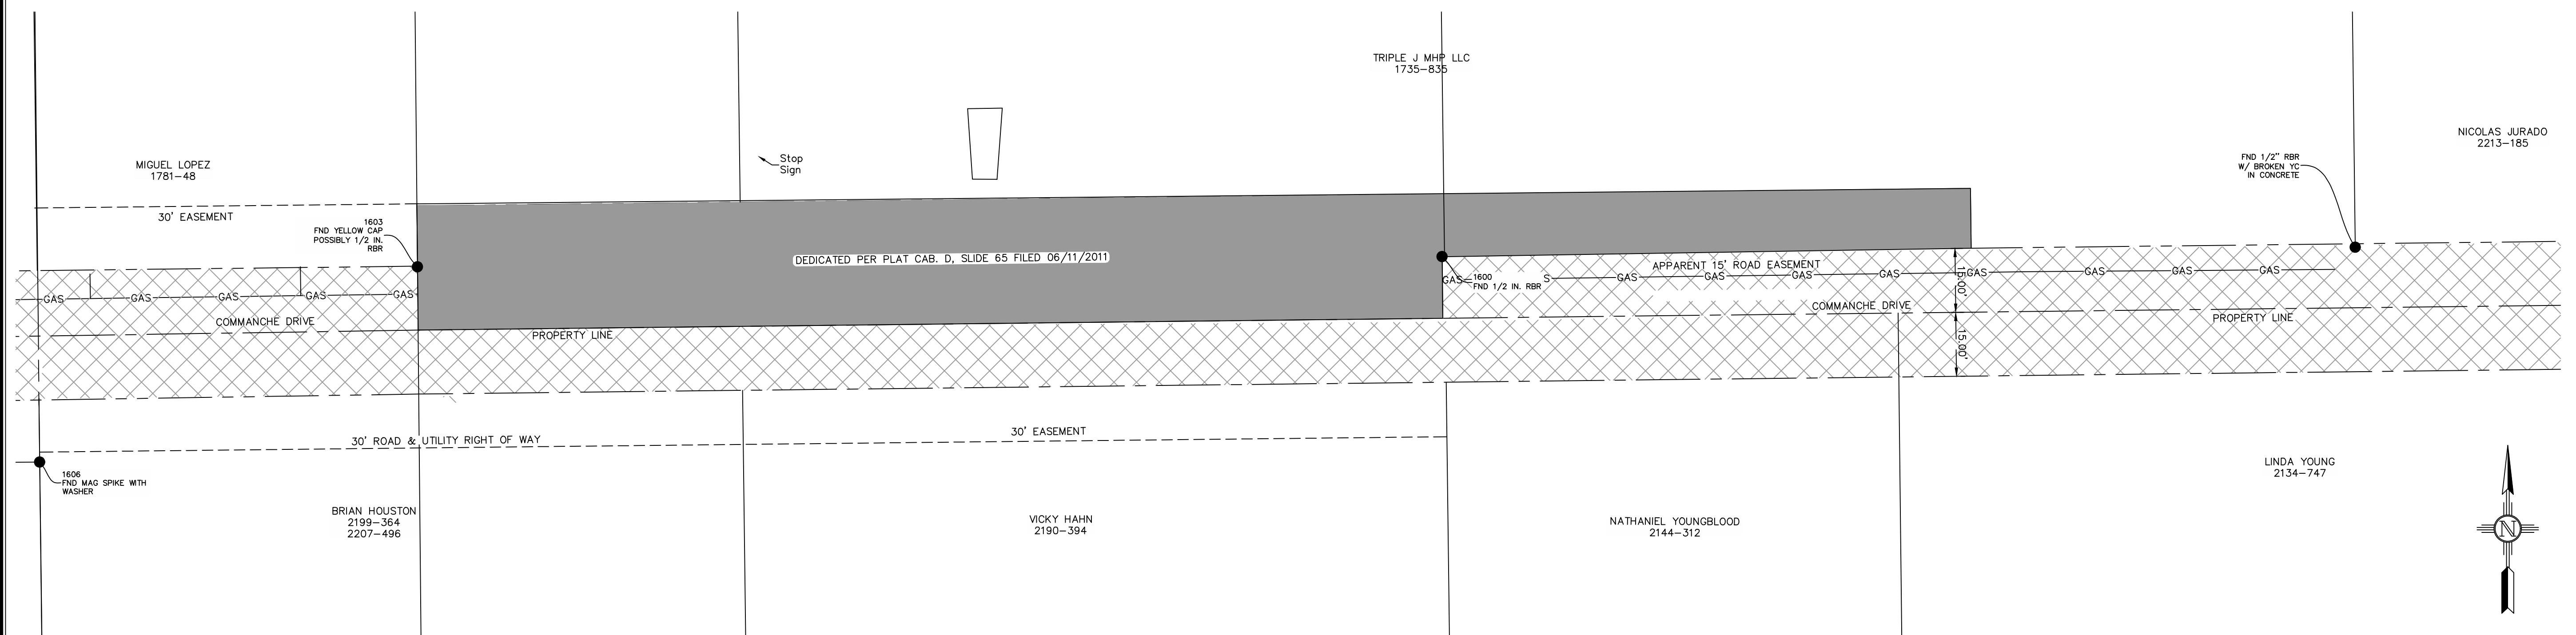 TRIPLE J MHP LLC
1735-835
NICOLAS JURADO
2213-185
MIGUEL LOPEZ
1781-48
Stop
Sign
FND 1/2" RBR
W/ BROKEN YC
IN CONCRETE
30' EASEMENT
1603
FND YELLOW CAP
POSSIBLY 1/2 IN.
RBR
DEDICATED PER PLAT CAB. D, SLIDE 65 FILED 06/11/2011
APPARENT 15' ROAD EASEMENT
GAS
1600
FND 1/2 IN. RBR
S
GAS GAS GAS GAS GAS GAS GAS GAS
15.00'
GAS GAS GAS GAS GAS
COMMANCHE DRIVE
COMMANCHE DRIVE
PROPERTY LINE
PROPERTY LINE
15.00'
30' ROAD & UTILITY RIGHT OF WAY
30' EASEMENT
1606
FND MAG SPIKE WITH
WASHER
BRIAN HOUSTON
2199-364
2207-496
VICKY HAHN
2190-394
NATHANIEL YOUNGBLOOD
2144-312
LINDA YOUNG
2134-747
N